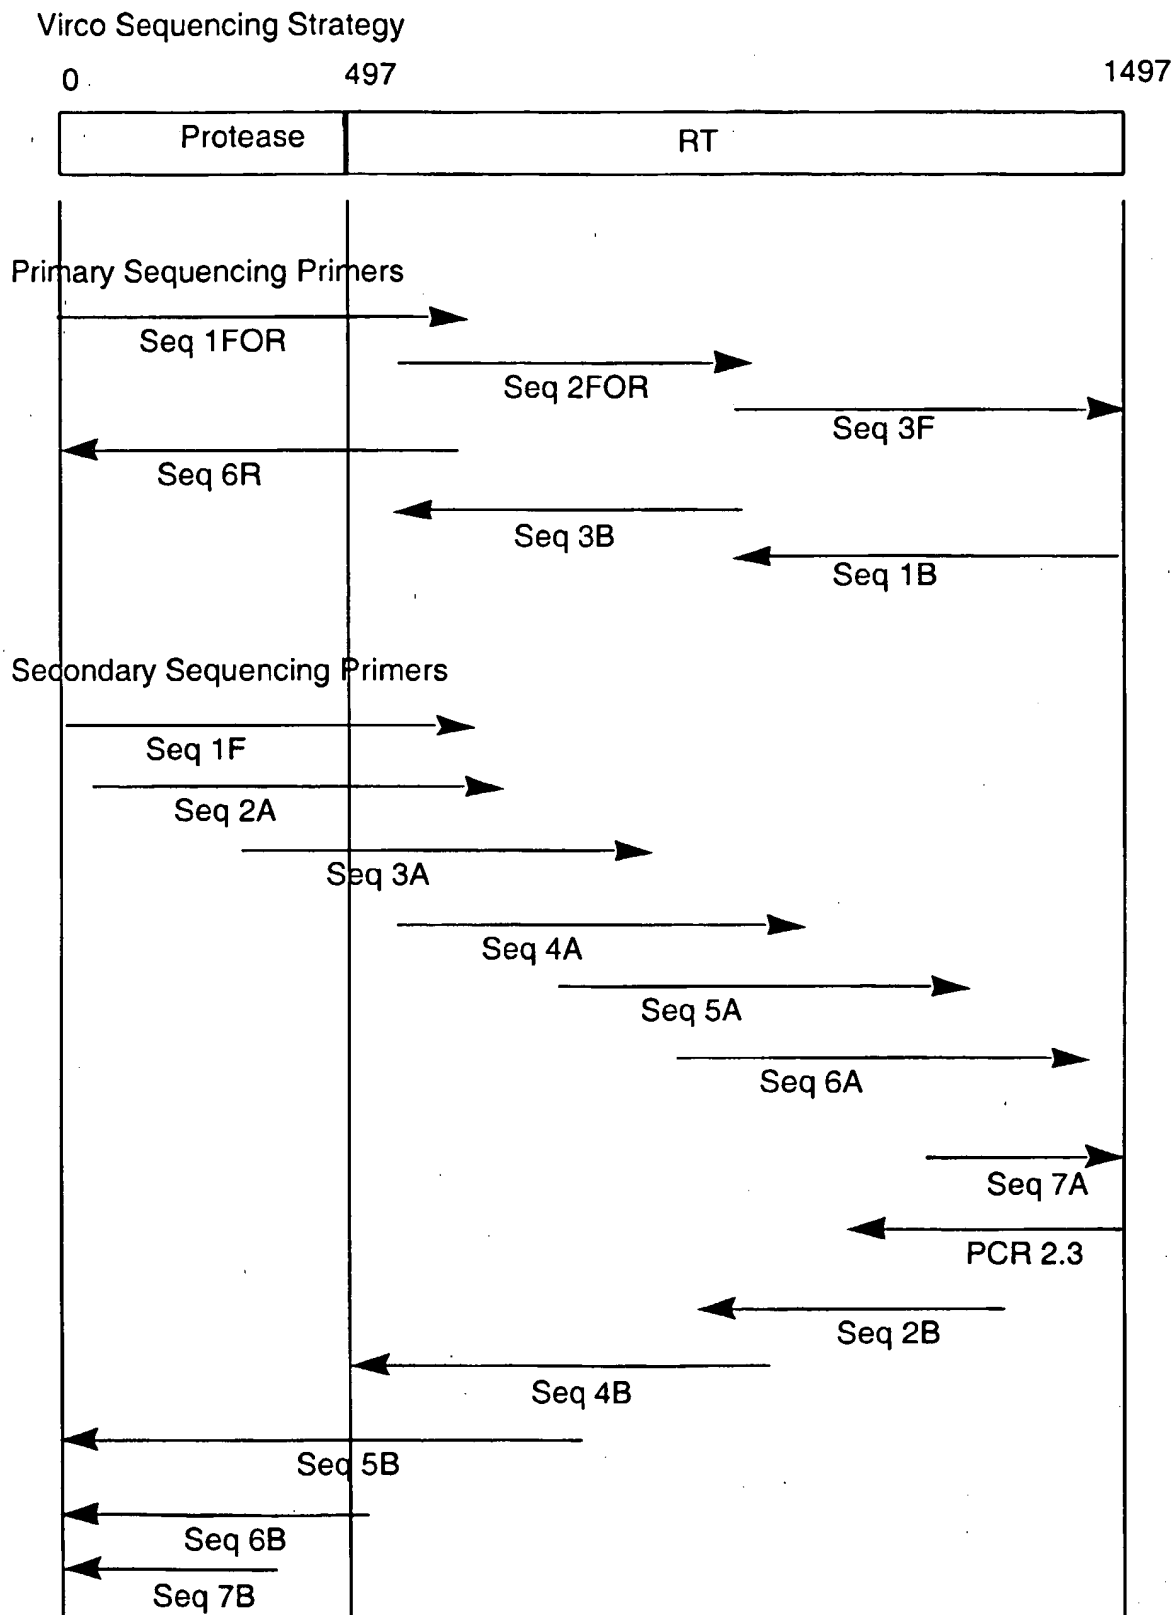 Virco Sequencing Strategy
0 497 1497
Protease RT
Primary Sequencing Primers
Seq 1FOR
Seq 2FOR
Seq 3F
Seq 6R
Seq 3B
Seq 1B
Secondary Sequencing Primers
Seq 1F
Seq 2A
Seq 3A
Seq 4A
Seq 5A
Seq 6A
Seq 7A
PCR 2.3
Seq 2B
Seq 4B
Seq 5B
Seq 6B
Seq 7B